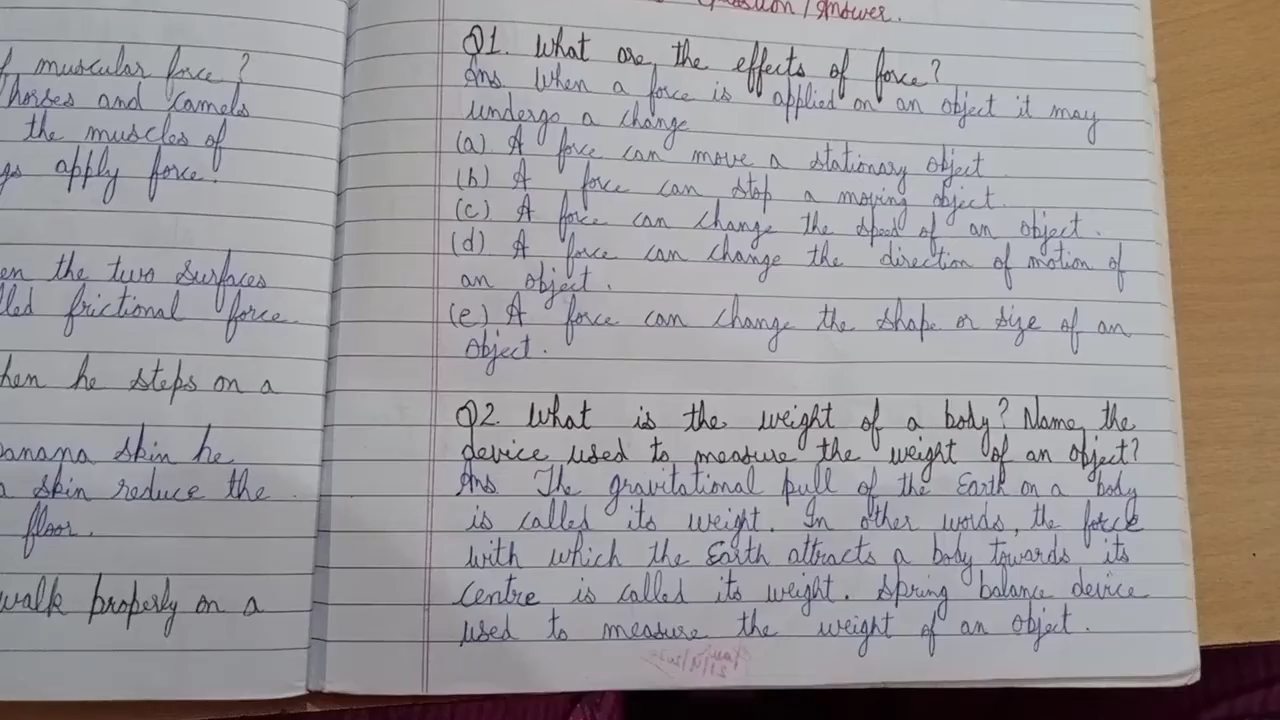 Question/Answer.
f muscular force?
horses and camels
the muscles of
gs apply force.
en the two surfaces
lled frictional force.
hen he steps on a
banana skin he
a skin reduce the
floor.
walk properly on a
Q1. What are the effects of force?
Ans. When a force is applied on an object it may
undergo a change
(a) A force can move a stationary object
(b) A force can stop a moving object.
(c) A force can change the speed of an object.
(d) A force can change the direction of motion of
an object.
(e) A force can change the shape or size of an
object.
Q2. What is the weight of a body? Name the
device used to measure the weight of an object?
Ans. The gravitational pull of the Earth on a body
is called its weight. In other words, the force
with which the Earth attracts a body towards its
centre is called its weight. Spring balance device
used to measure the weight of an object.